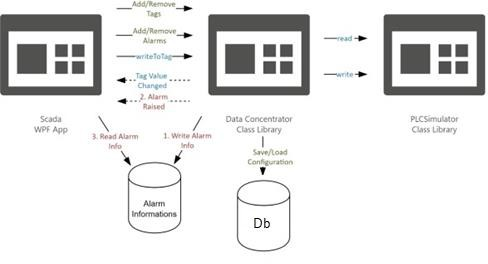 Add/Remove
Tags
Add/Remove
Alarms
writeToTag
Tag Value
Changed
2. Alarm
Raised
read
write
Scada
WPF App
Data Concentrator
Class Library
PLCSimulator
Class Library
3. Read Alarm
Info
1. Write Alarm
Info
Save/Load
Configuration
Alarm
Informations
Db